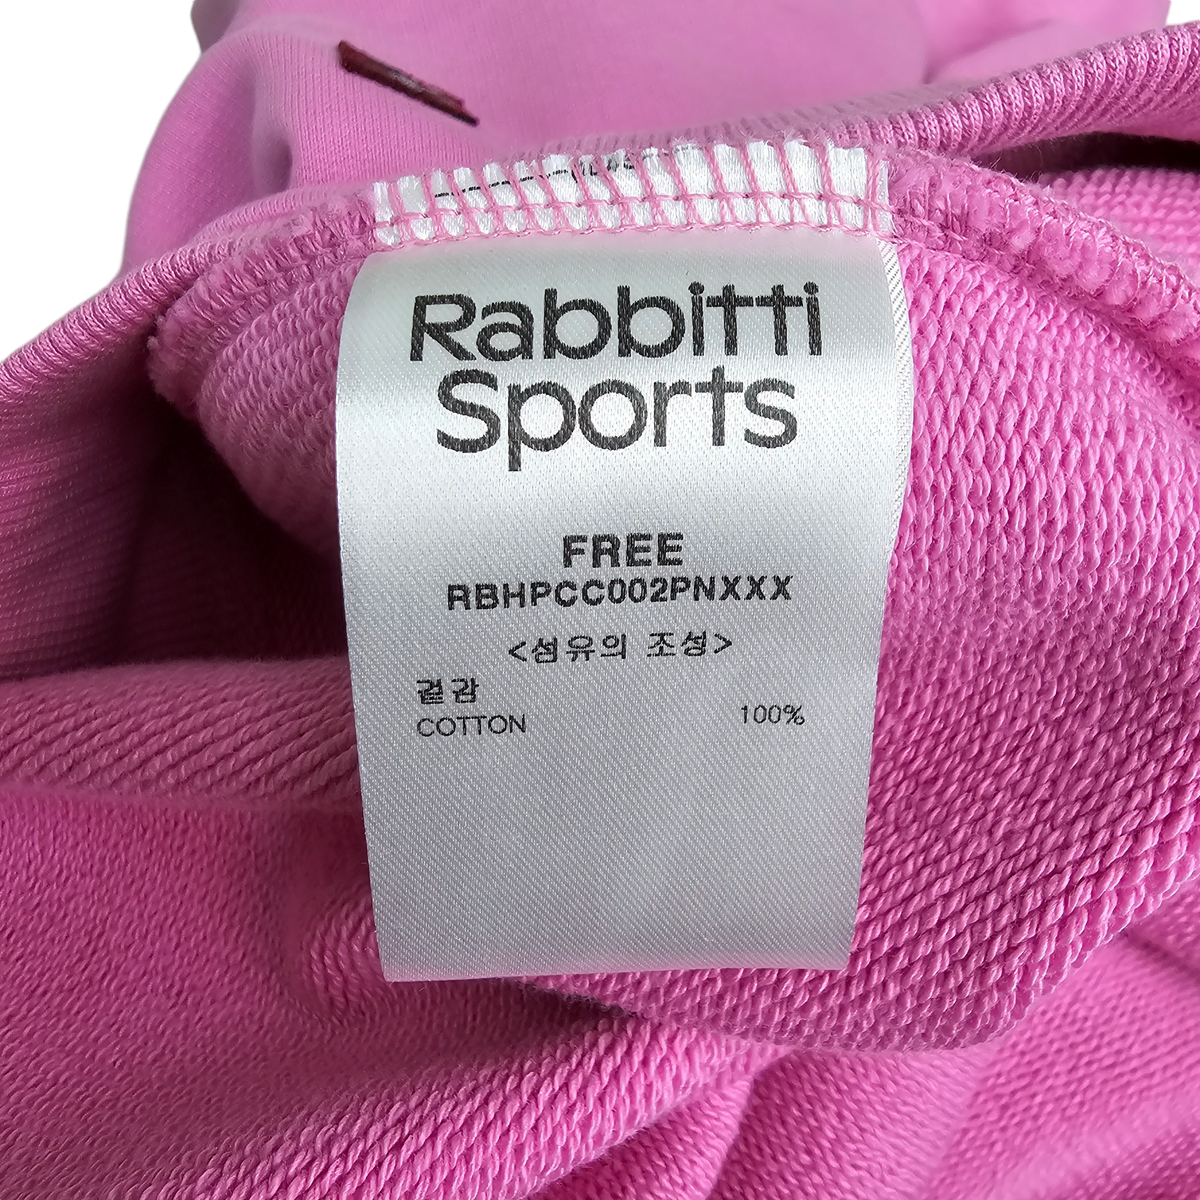 Rabbitti
Sports
FREE
RBHPCC002PNXXX
<섬유의 조성>
겉감
COTTON 100%